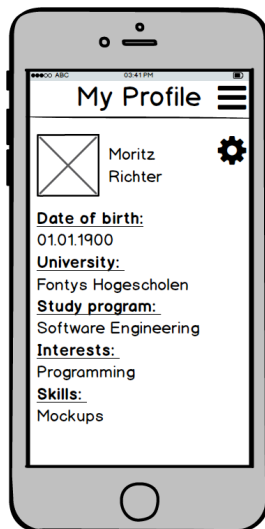 ABC 03:41 PM
My Profile
Moritz
Richter
Date of birth:
01.01.1900
University:
Fontys Hogescholen
Study program:
Software Engineering
Interests:
Programming
Skills:
Mockups